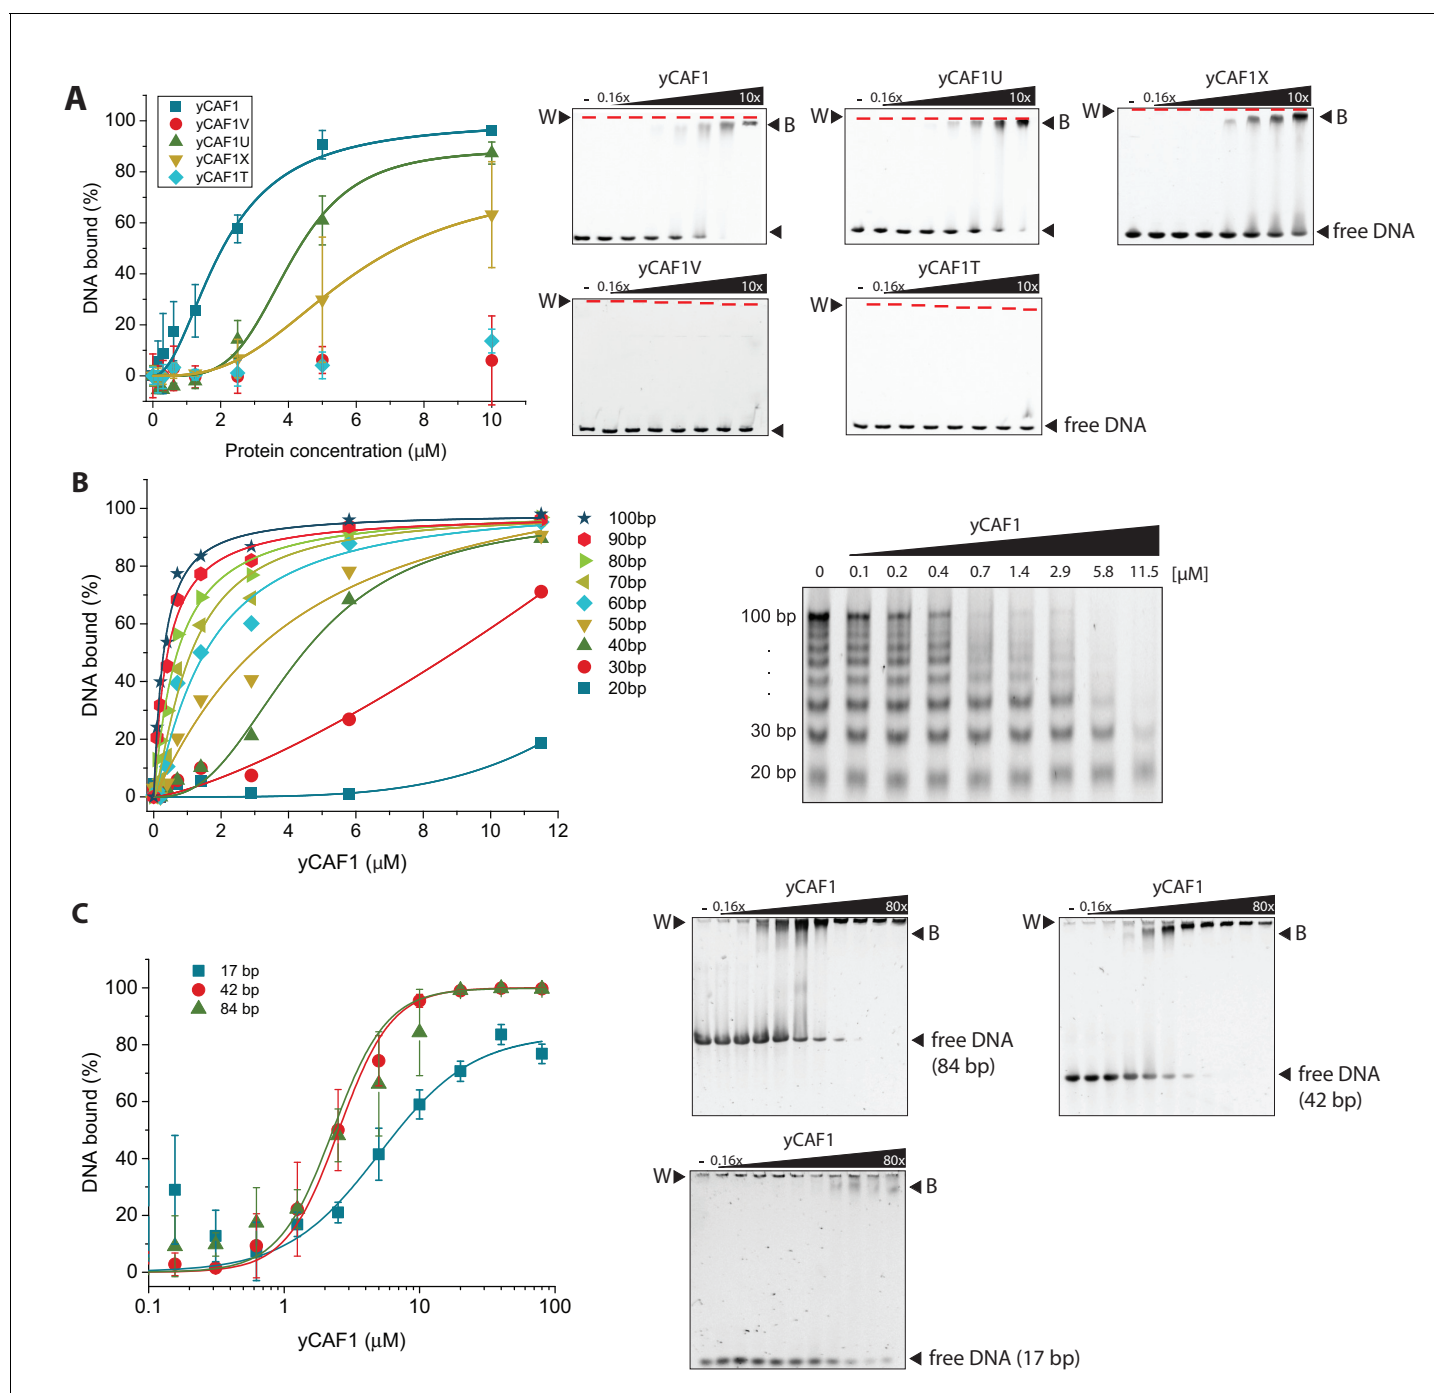 A
yCAF1
yCAF1V
yCAF1U
yCAF1X
yCAF1T
DNA bound (%)
100
80
60
40
20
0
0 2 4 6 8 10
Protein concentration (μM)
yCAF1
- 0.16x 10x
W
B
yCAF1U
- 0.16x 10x
B
yCAF1X
- 0.16x 10x
B
free DNA
yCAF1V
- 0.16x 10x
W
yCAF1T
- 0.16x 10x
W
free DNA
B
DNA bound (%)
100
80
60
40
20
0
0 2 4 6 8 10 12
yCAF1 (μM)
100bp
90bp
80bp
70bp
60bp
50bp
40bp
30bp
20bp
yCAF1
0 0.1 0.2 0.4 0.7 1.4 2.9 5.8 11.5 [μM]
100 bp
.
.
.
30 bp
20 bp
C
17 bp
42 bp
84 bp
DNA bound (%)
100
80
60
40
20
0
0.1 1 10 100
yCAF1 (μM)
yCAF1
- 0.16x 80x
W
B
free DNA
(84 bp)
yCAF1
- 0.16x 80x
W
B
free DNA
(42 bp)
yCAF1
- 0.16x 80x
W
B
free DNA (17 bp)